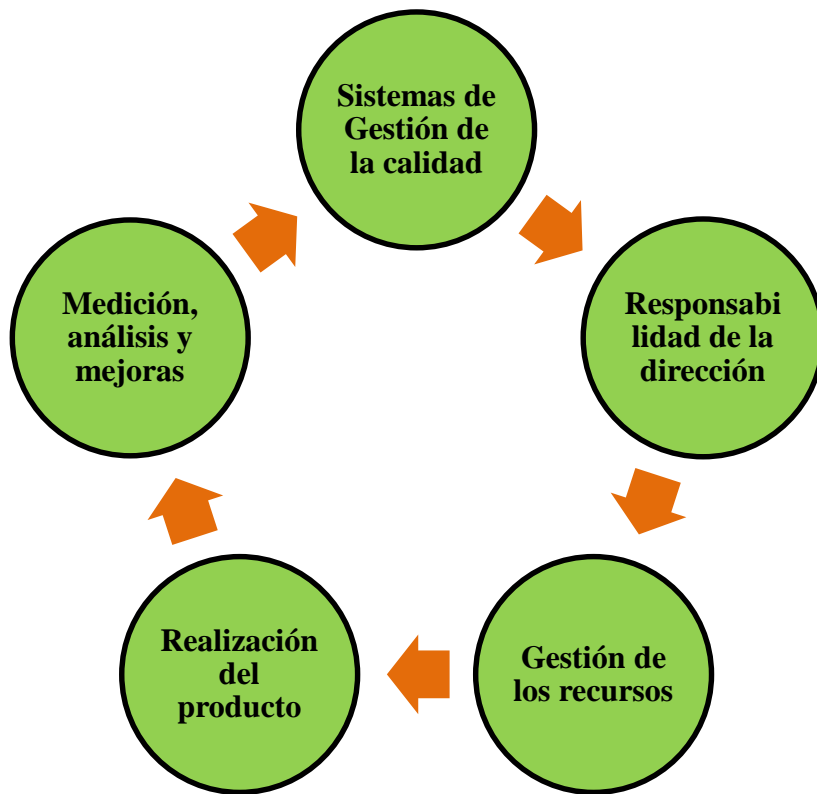 Sistemas de
Gestión de
la calidad
Responsabi
lidad de la
dirección
Gestión de
los recursos
Realización
del
producto
Medición,
análisis y
mejoras